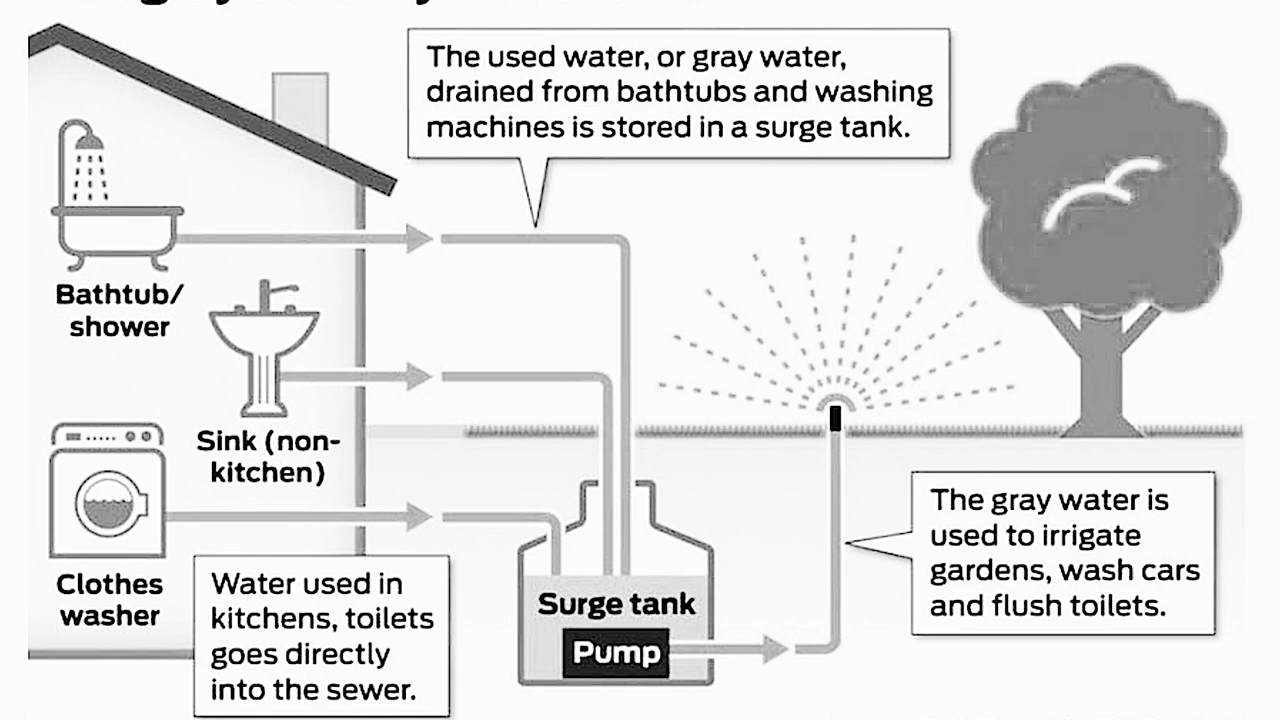 The used water, or gray water,
drained from bathtubs and washing
machines is stored in a surge tank.
Bathtub/
shower
Sink (non-
kitchen)
Clothes
washer
Water used in
kitchens, toilets
goes directly
into the sewer.
Surge tank
Pump
The gray water is
used to irrigate
gardens, wash cars
and flush toilets.